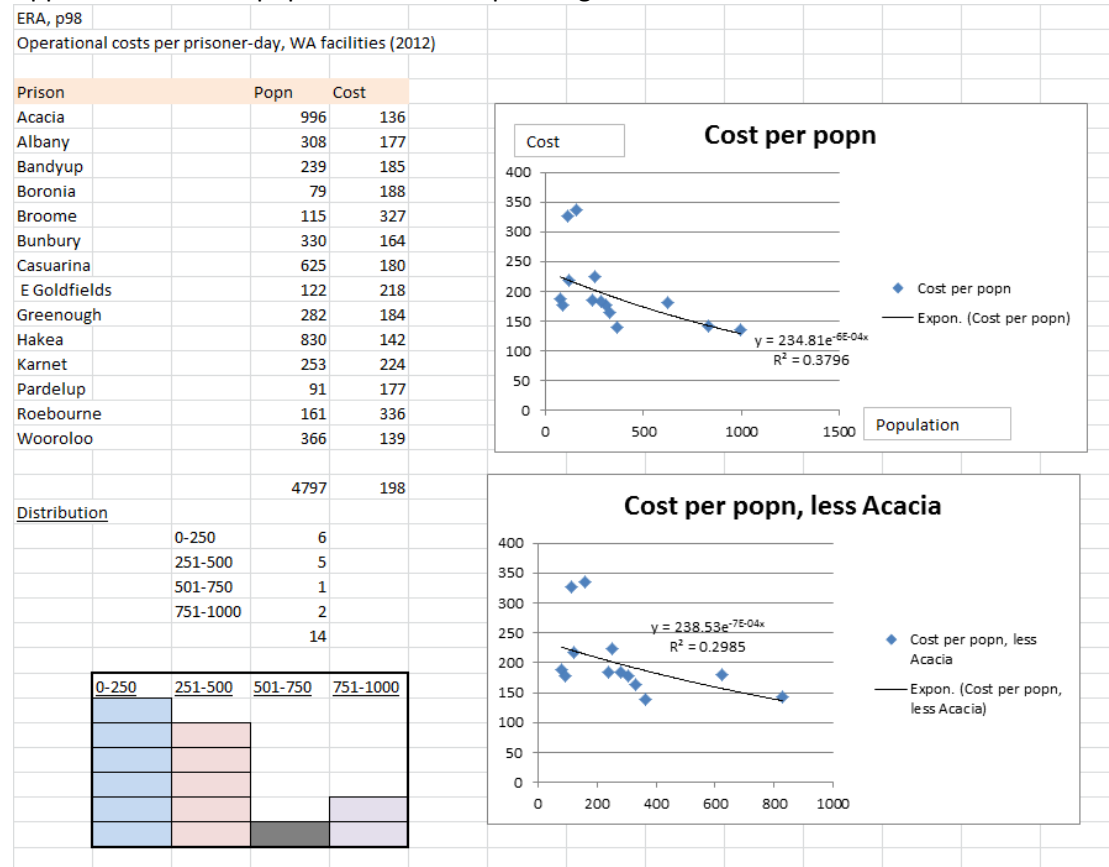 ERA, p98
Operational costs per prisoner-day, WA facilities (2012)
Prison Popn Cost
Acacia 996 136
Albany 308 177
Bandyup 239 185
Boronia 79 188
Broome 115 327
Bunbury 330 164
Casuarina 625 180
E Goldfields 122 218
Greenough 282 184
Hakea 830 142
Karnet 253 224
Pardelup 91 177
Roebourne 161 336
Wooroloo 366 139
4797 198
Distribution
0-250 6
251-500 5
501-750 1
751-1000 2
14
0-250 251-500 501-750 751-1000
Cost per popn
Cost
400
350
300
250
200
150
100
50
0
0 500 1000 1500
Population
Cost per popn
Expon. (Cost per popn)
y = 234.81e^-6E-04x
R² = 0.3796
Cost per popn, less Acacia
400
350
300
250
200
150
100
50
0
0 200 400 600 800 1000
y = 238.53e^-7E-04x
R² = 0.2985
Cost per popn, less
Acacia
Expon. (Cost per popn,
less Acacia)